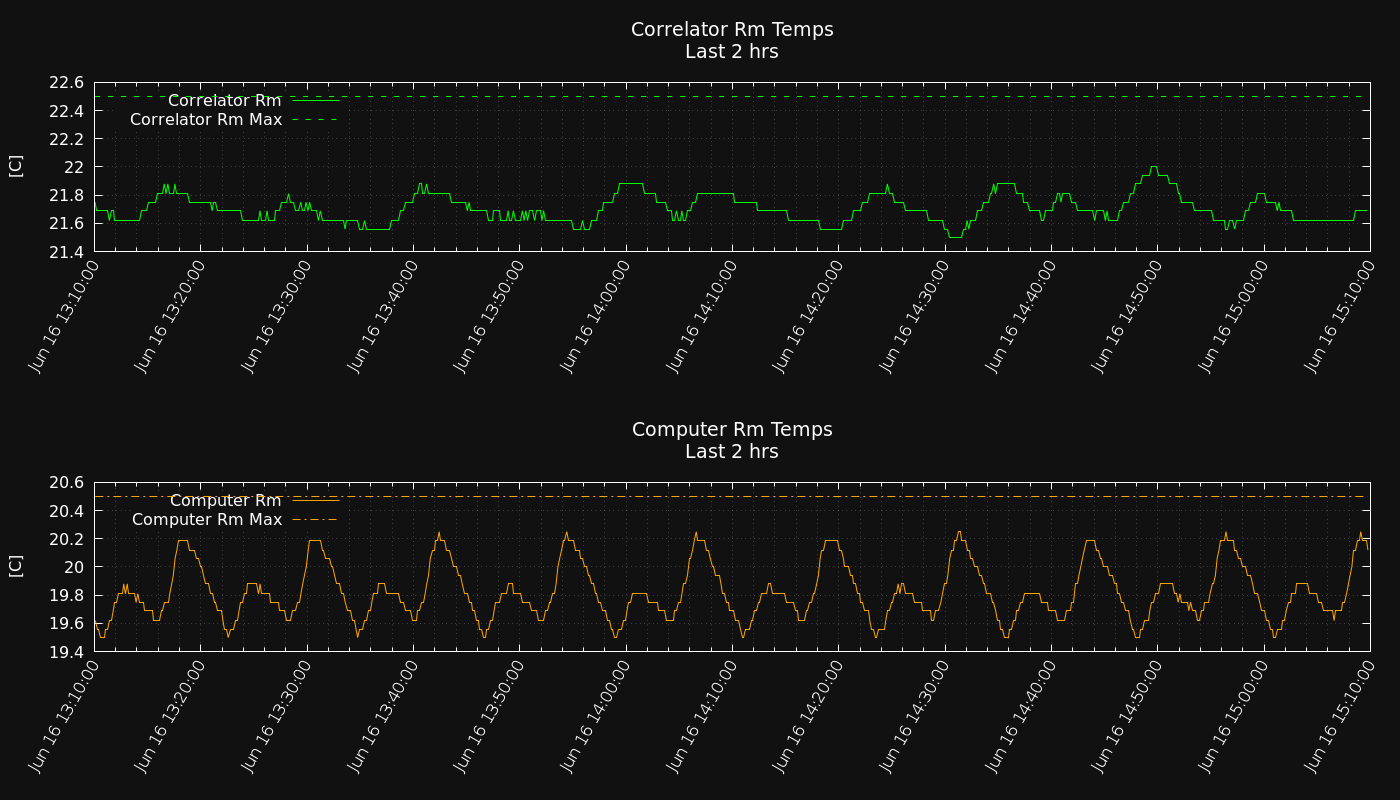 Correlator Rm Temps
Last 2 hrs
[C]
22.6
22.4
22.2
22
21.8
21.6
21.4
Correlator Rm
Correlator Rm Max
Jun 16 13:10:00
Jun 16 13:20:00
Jun 16 13:30:00
Jun 16 13:40:00
Jun 16 13:50:00
Jun 16 14:00:00
Jun 16 14:10:00
Jun 16 14:20:00
Jun 16 14:30:00
Jun 16 14:40:00
Jun 16 14:50:00
Jun 16 15:00:00
Jun 16 15:10:00
Computer Rm Temps
Last 2 hrs
[C]
20.6
20.4
20.2
20
19.8
19.6
19.4
Computer Rm
Computer Rm Max
Jun 16 13:10:00
Jun 16 13:20:00
Jun 16 13:30:00
Jun 16 13:40:00
Jun 16 13:50:00
Jun 16 14:00:00
Jun 16 14:10:00
Jun 16 14:20:00
Jun 16 14:30:00
Jun 16 14:40:00
Jun 16 14:50:00
Jun 16 15:00:00
Jun 16 15:10:00